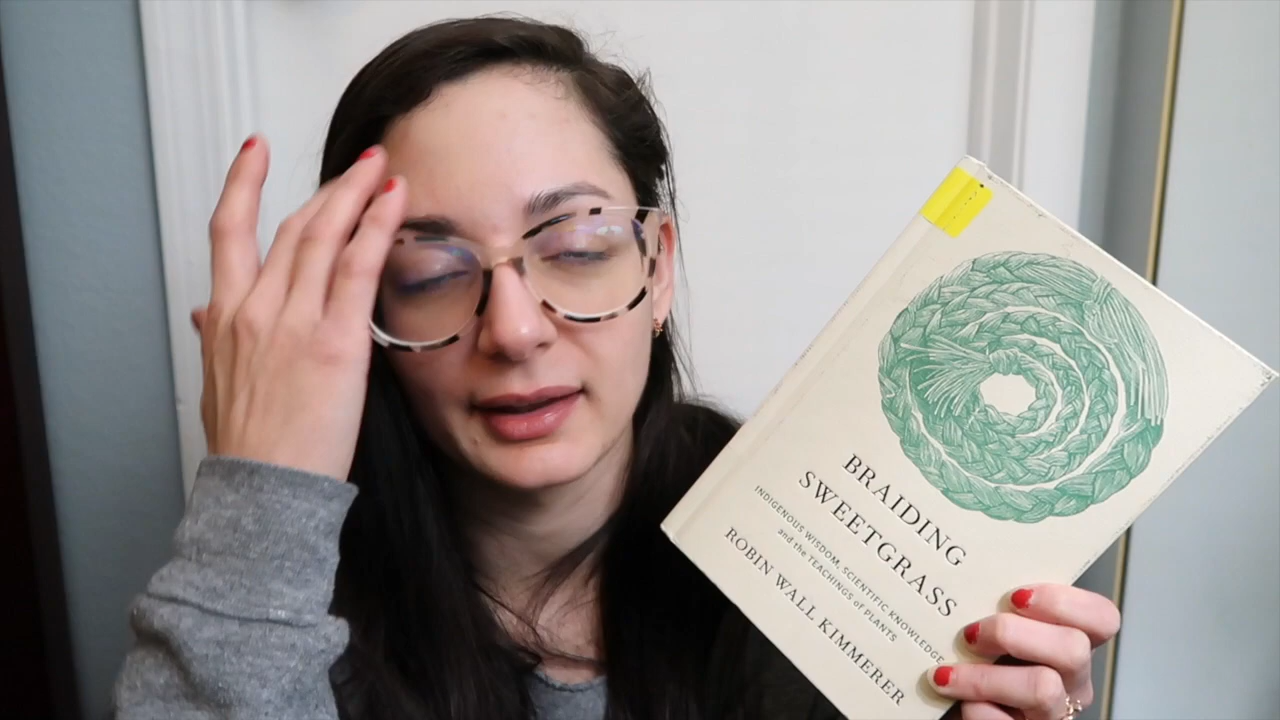 BRAIDING
SWEETGRASS
INDIGENOUS WISDOM, SCIENTIFIC KNOWLEDGE,
and the TEACHINGS of PLANTS
ROBIN WALL KIMMERER